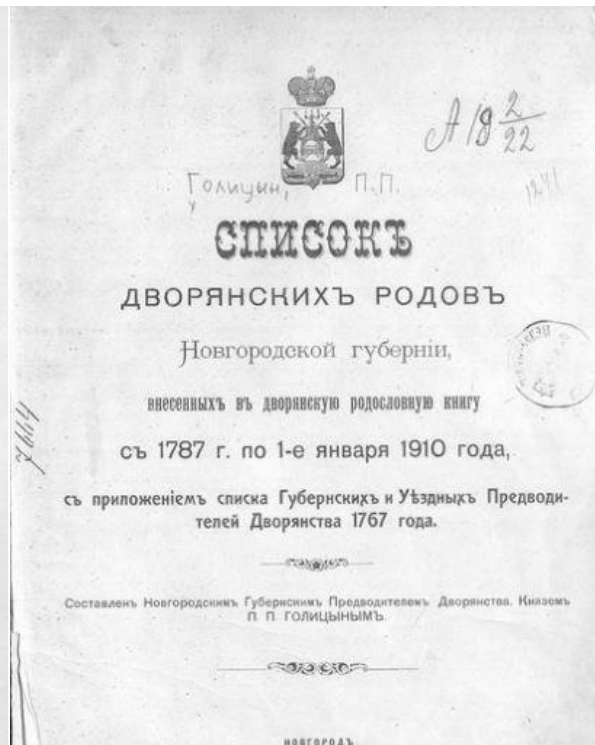 А 18 2/22
Голицын, П.П.
1241
СПИСОКЪ
ДВОРЯНСКИХЪ РОДОВЪ
Новгородской губерніи,
внесенныхъ въ дворянскую родословную книгу
съ 1787 г. по 1-е января 1910 года,
съ приложеніемъ списка Губернскихъ и Уѣздныхъ Предводи-
телей Дворянства 1767 года.
Составленъ Новгородскимъ Губернскимъ Предводителемъ Дворянства. Княземъ
П. П. ГОЛИЦЫНЫМЪ.
НОВГОРОДЪ